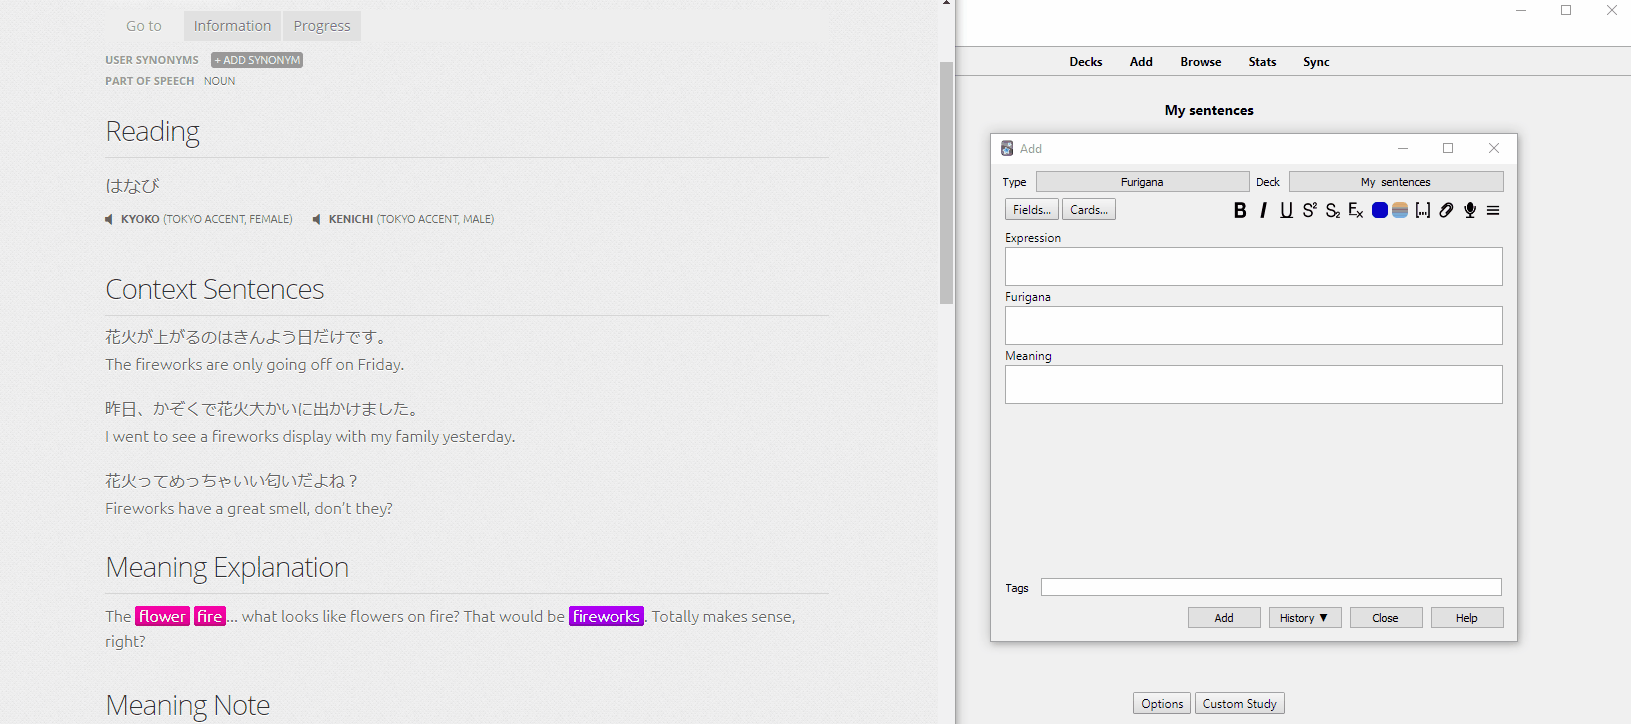 Go to Information Progress
USER SYNONYMS + ADD SYNONYM
PART OF SPEECH NOUN
Reading
はなび
KYOKO (TOKYO ACCENT, FEMALE) KENICHI (TOKYO ACCENT, MALE)
Context Sentences
花火が上がるのはきんよう日だけです。
The fireworks are only going off on Friday.
昨日、かぞくで花火大かいに出かけました。
I went to see a fireworks display with my family yesterday.
花火ってめっちゃいい匂いだよね？
Fireworks have a great smell, don't they?
Meaning Explanation
The flower fire... what looks like flowers on fire? That would be fireworks. Totally makes sense,
right?
Meaning Note
Decks Add Browse Stats Sync
My sentences
Add
Type Furigana Deck My sentences
Fields... Cards... B I U S² S₂ Ex [...]
Expression
Furigana
Meaning
Tags
Add History ▼ Close Help
Options Custom Study